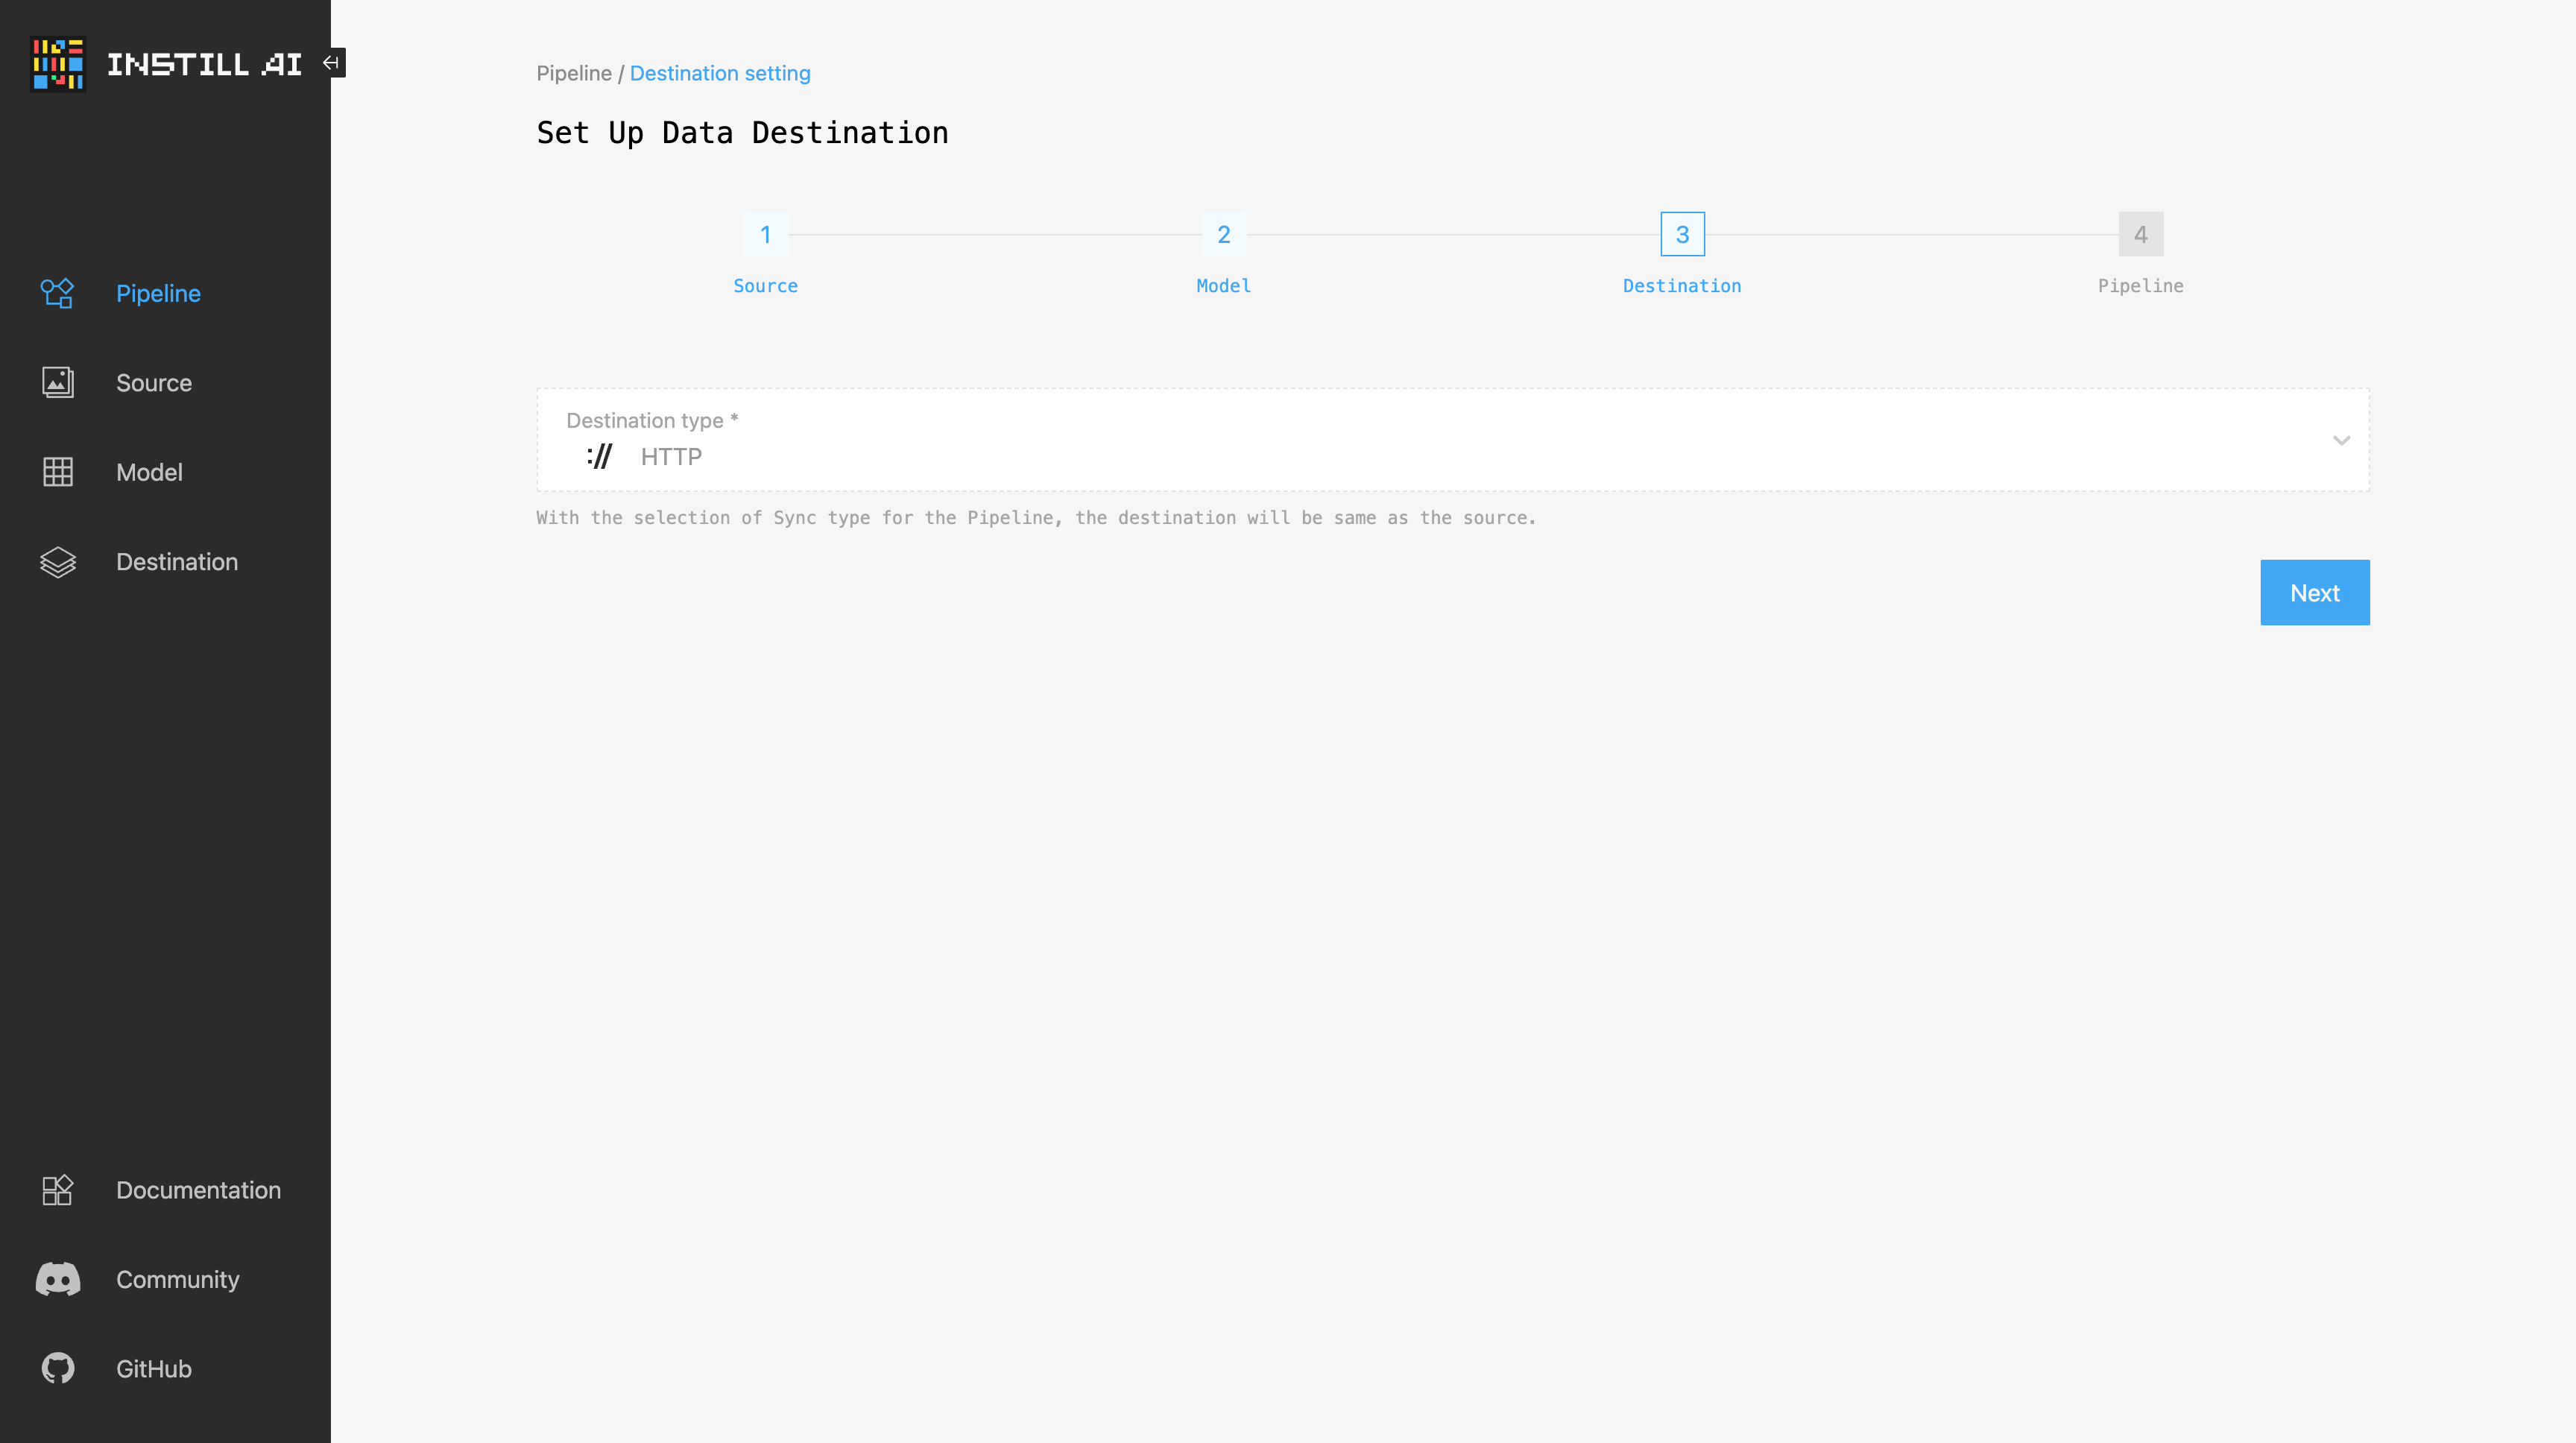 INSTILL AI
Pipeline
Source
Model
Destination
Documentation
Community
GitHub
Pipeline / Destination setting
Set Up Data Destination
1
Source
2
Model
3
Destination
4
Pipeline
Destination type *
:// HTTP
With the selection of Sync type for the Pipeline, the destination will be same as the source.
Next